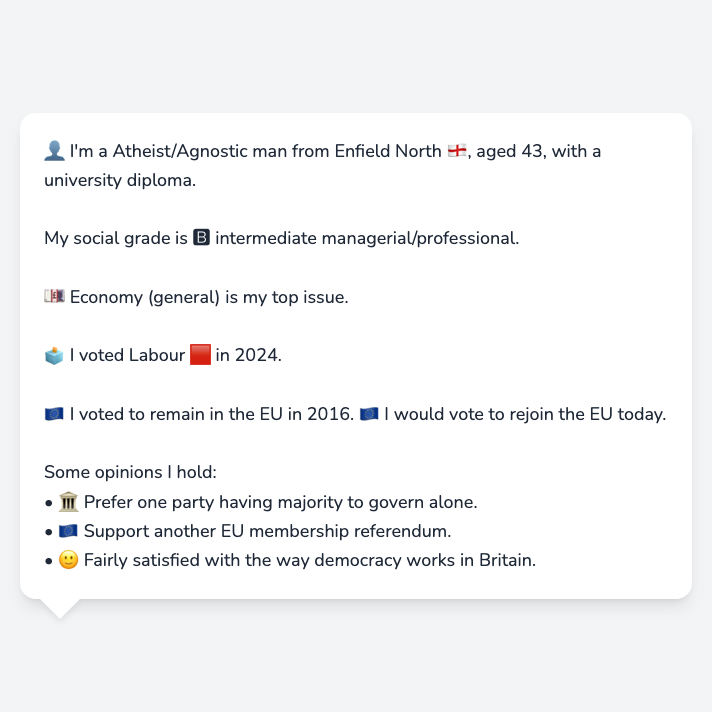 👤 I'm a Atheist/Agnostic man from Enfield North 🏴󠁧󠁢󠁥󠁮󠁧󠁿, aged 43, with a
university diploma.
My social grade is 🅱 intermediate managerial/professional.
💷 Economy (general) is my top issue.
🗳 I voted Labour 🟥 in 2024.
🇪🇺 I voted to remain in the EU in 2016. 🇪🇺 I would vote to rejoin the EU today.
Some opinions I hold:
• 🏛 Prefer one party having majority to govern alone.
• 🇪🇺 Support another EU membership referendum.
• 🙂 Fairly satisfied with the way democracy works in Britain.